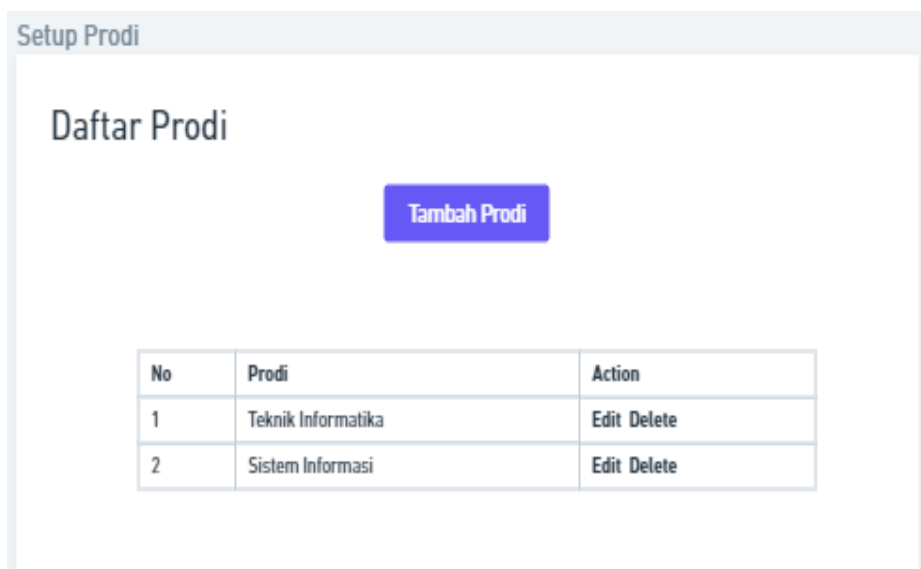 Setup Prodi
Daftar Prodi
Tambah Prodi
No Prodi Action
1 Teknik Informatika Edit Delete
2 Sistem Informasi Edit Delete